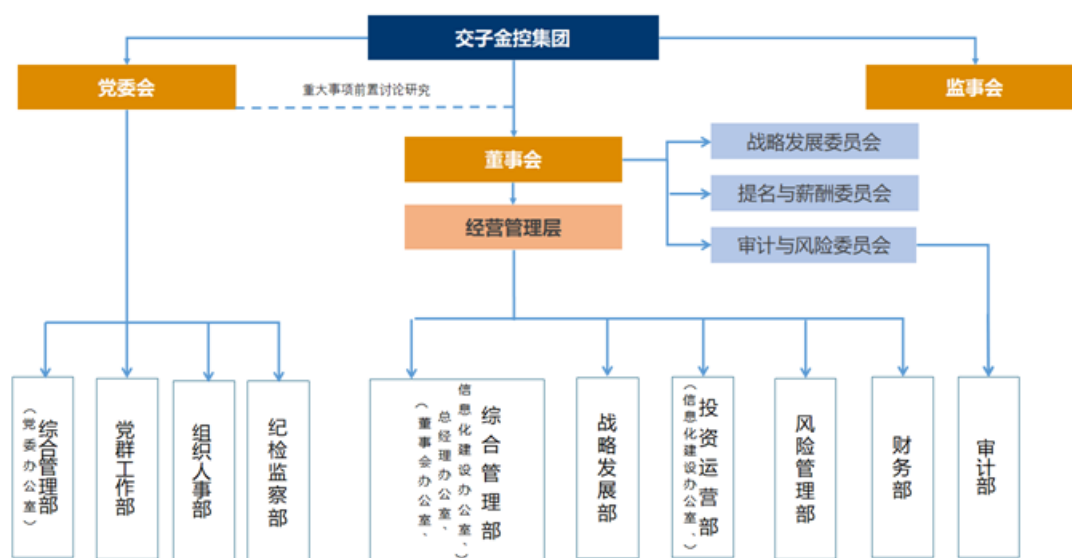 交子金控集团
党委会
监事会
重大事项前置讨论研究
董事会
战略发展委员会
提名与薪酬委员会
经营管理层
审计与风险委员会
综合管理部
（党委办公室）
党群工作部
组织人事部
纪检监察部
综合管理部
（董事会办公室、
总经理办公室、
信息化建设办公室、）
战略发展部
投资运营部
（信息化建设办公室、）
风险管理部
财务部
审计部